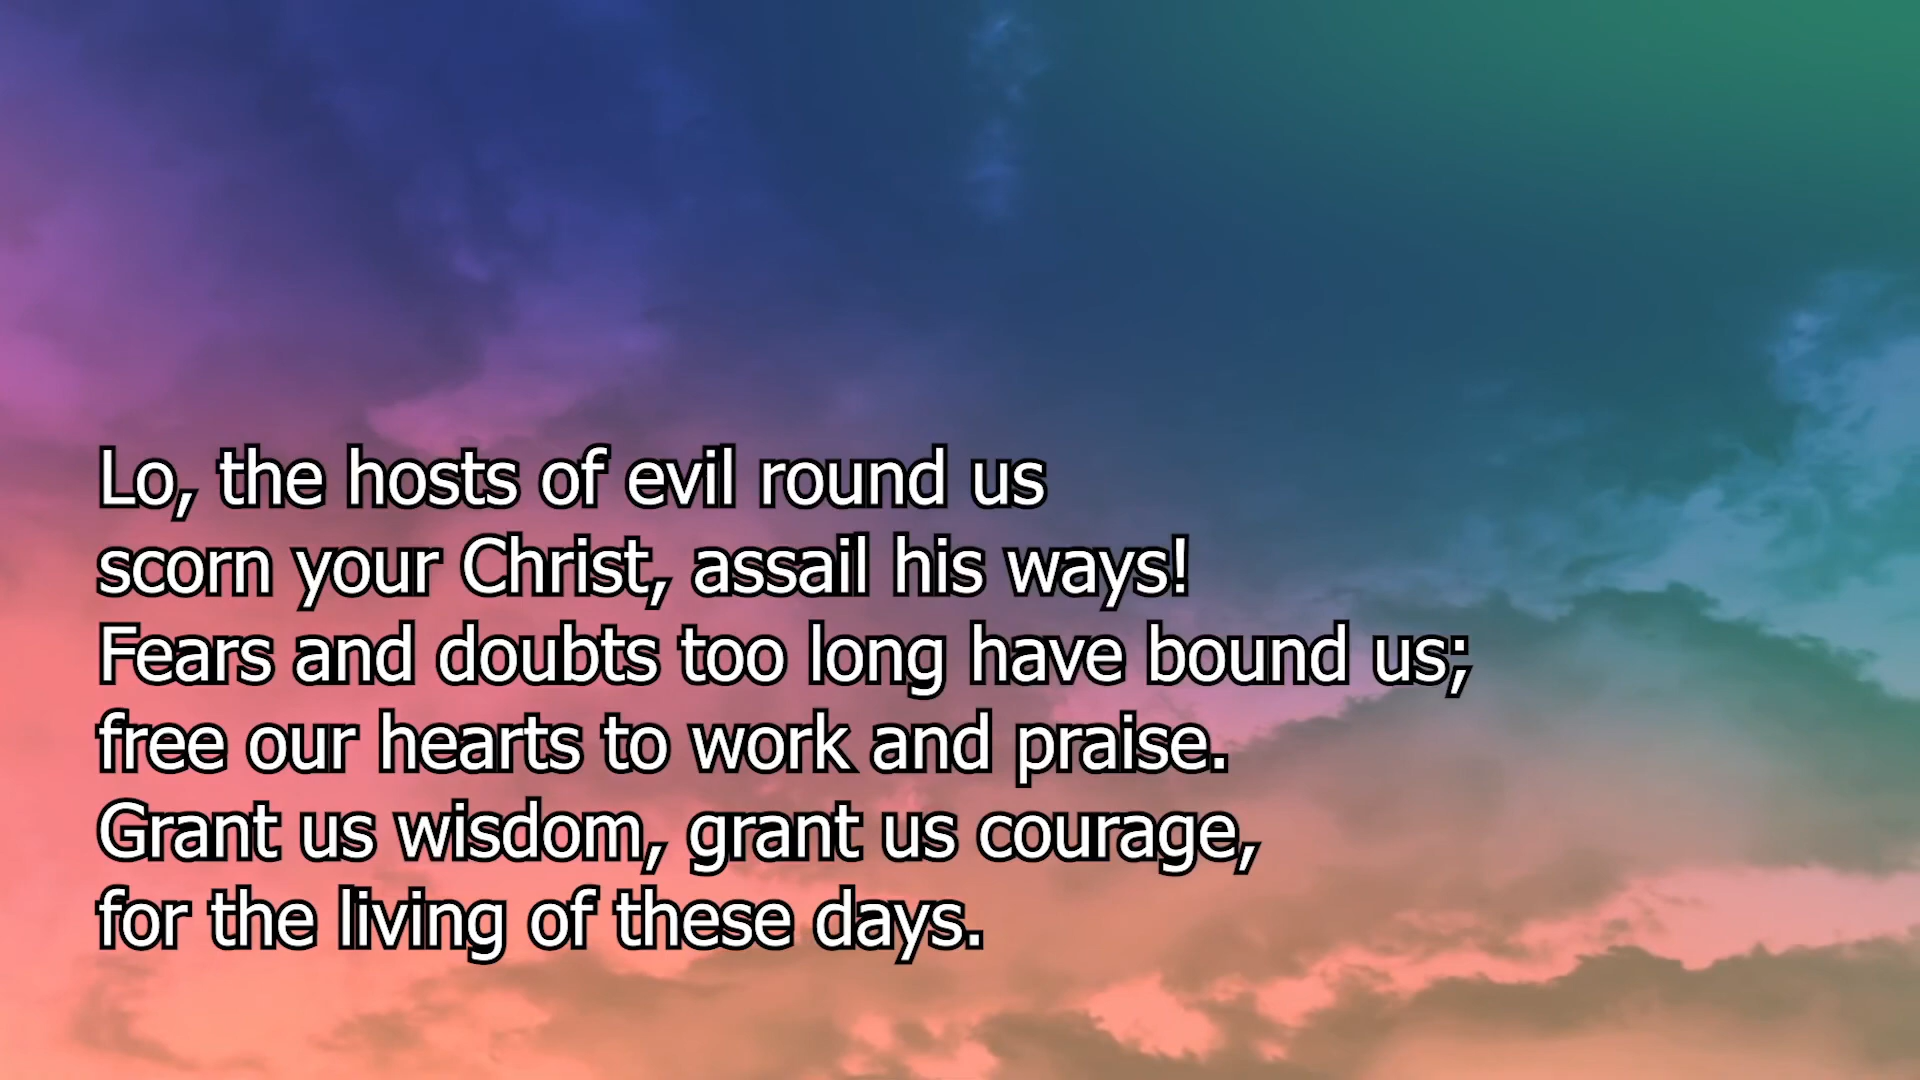 Lo, the hosts of evil round us
scorn your Christ, assail his ways!
Fears and doubts too long have bound us;
free our hearts to work and praise.
Grant us wisdom, grant us courage,
for the living of these days.